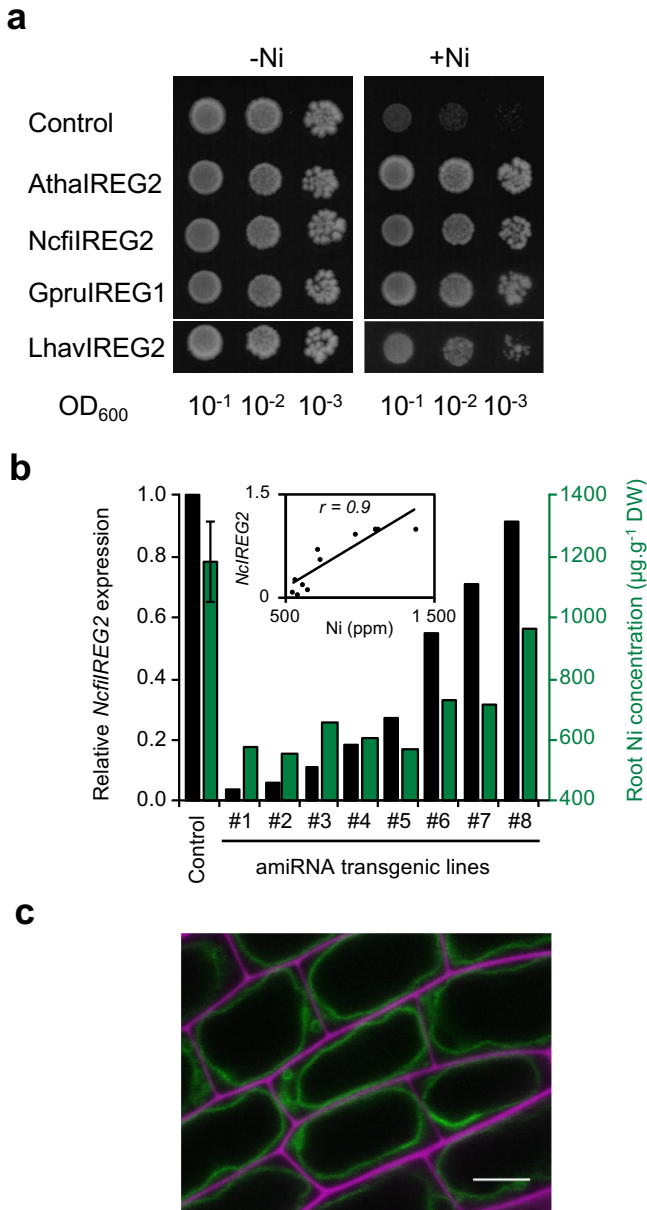 a
-Ni +Ni
Control
AthaIREG2
NcfiIREG2
GpruIREG1
LhavIREG2
OD₆₀₀ 10⁻¹ 10⁻² 10⁻³ 10⁻¹ 10⁻² 10⁻³
b
Relative NcfiIREG2 expression
1.0
0.8
0.6
0.4
0.2
0.0
NcIREG2
1.5
0
r = 0.9
500 1 500
Ni (ppm)
1400
1200
1000
800
600
400
Root Ni concentration (µg.g⁻¹ DW)
Control #1 #2 #3 #4 #5 #6 #7 #8
amiRNA transgenic lines
c